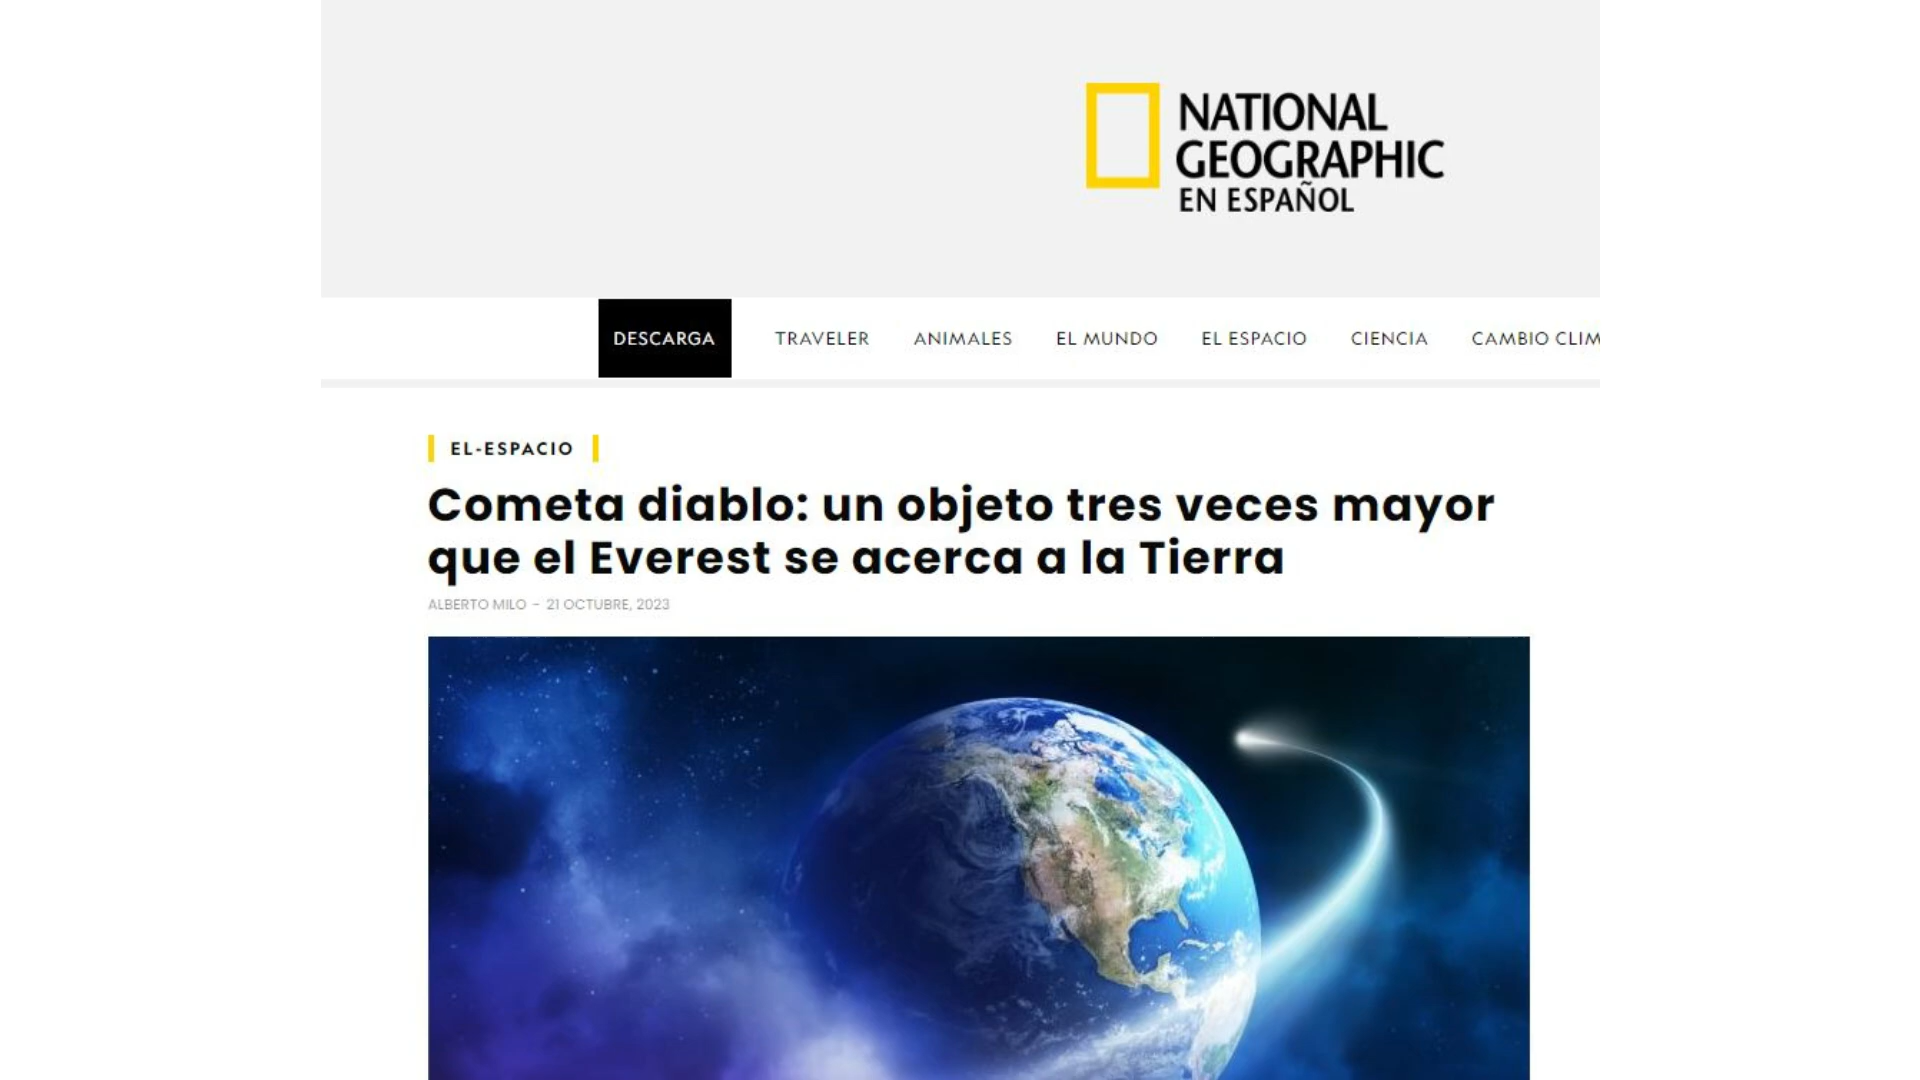 NATIONAL
GEOGRAPHIC
EN ESPAÑOL
DESCARGA TRAVELER ANIMALES EL MUNDO EL ESPACIO CIENCIA CAMBIO CLIM
EL-ESPACIO
Cometa diablo: un objeto tres veces mayor
que el Everest se acerca a la Tierra
ALBERTO MILO - 21 OCTUBRE, 2023